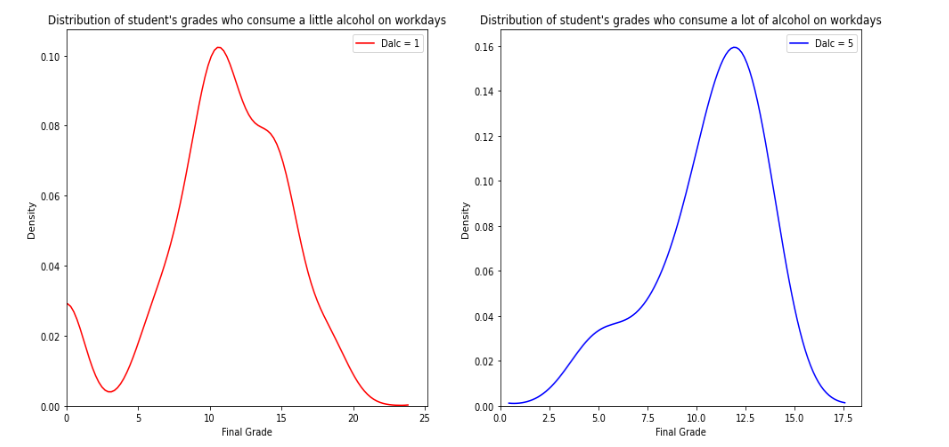 Distribution of student's grades who consume a little alcohol on workdays
Dalc = 1
Density
0.10
0.08
0.06
0.04
0.02
0.00
0 5 10 15 20 25
Final Grade
Distribution of student's grades who consume a lot of alcohol on workdays
Dalc = 5
Density
0.16
0.14
0.12
0.10
0.08
0.06
0.04
0.02
0.00
0.0 2.5 5.0 7.5 10.0 12.5 15.0 17.5
Final Grade